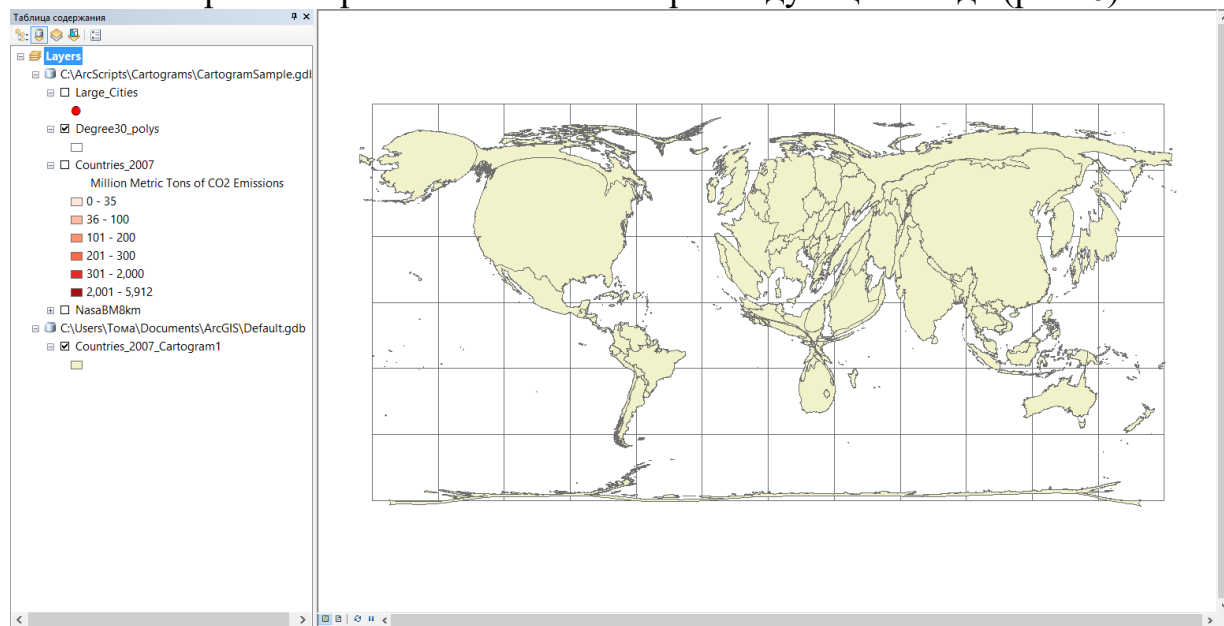 Таблица содержания
Layers
C:\ArcScripts\Cartograms\CartogramSample.gdb
Large_Cities
Degree30_polys
Countries_2007
Million Metric Tons of CO2 Emissions
0 - 35
36 - 100
101 - 200
201 - 300
301 - 2,000
2,001 - 5,912
NasaBM8km
C:\Users\Тома\Documents\ArcGIS\Default.gdb
Countries_2007_Cartogram1